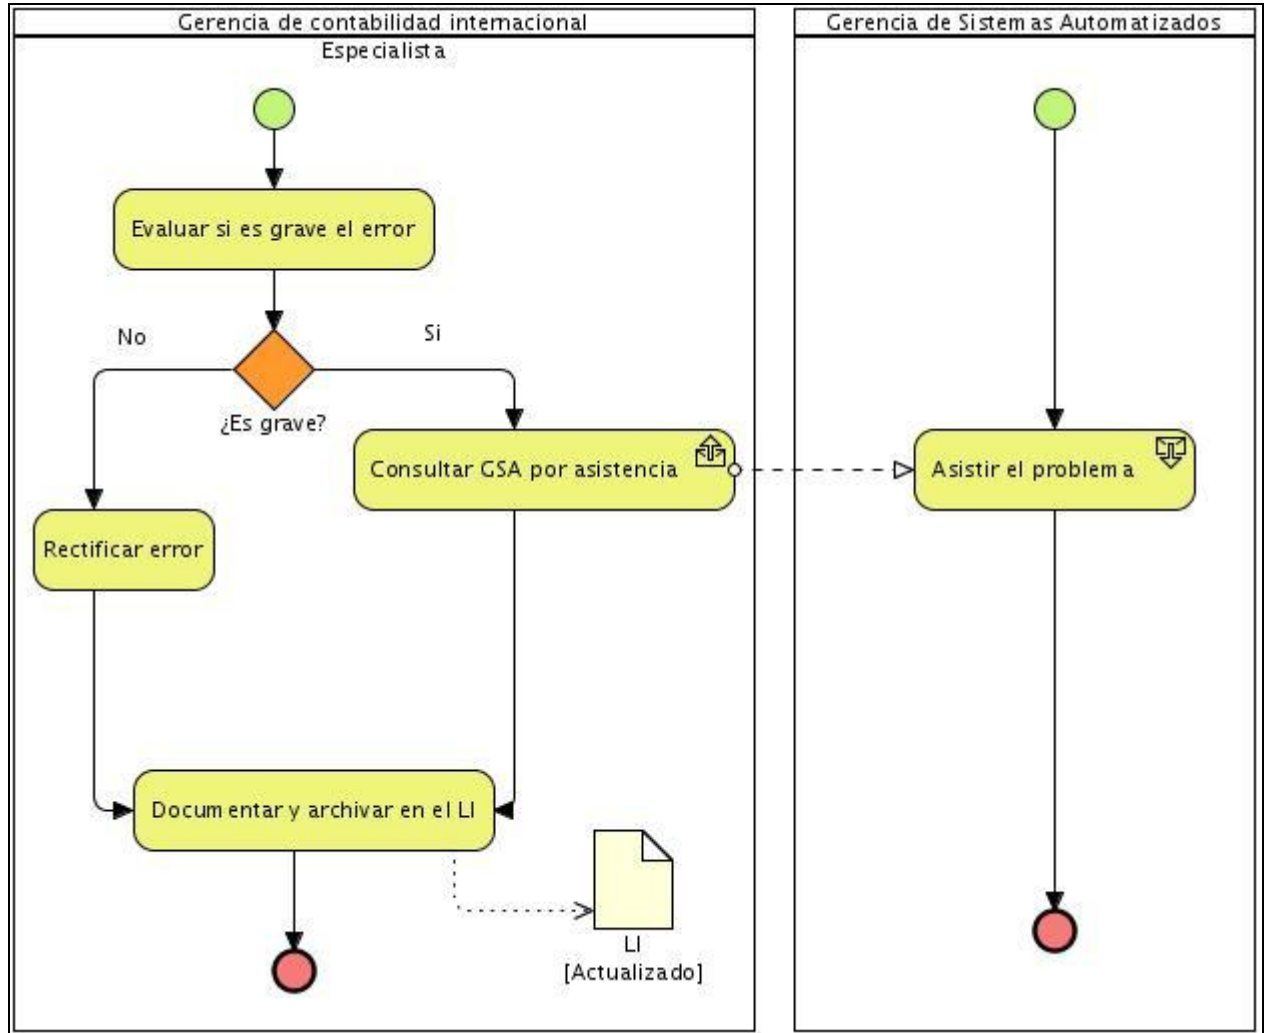 Gerencia de contabilidad internacional
Gerencia de Sistemas Automatizados
Especialista
Evaluar si es grave el error
No
Si
¿Es grave?
Consultar GSA por asistencia
Asistir el problema
Rectificar error
Documentar y archivar en el LI
LI
[Actualizado]